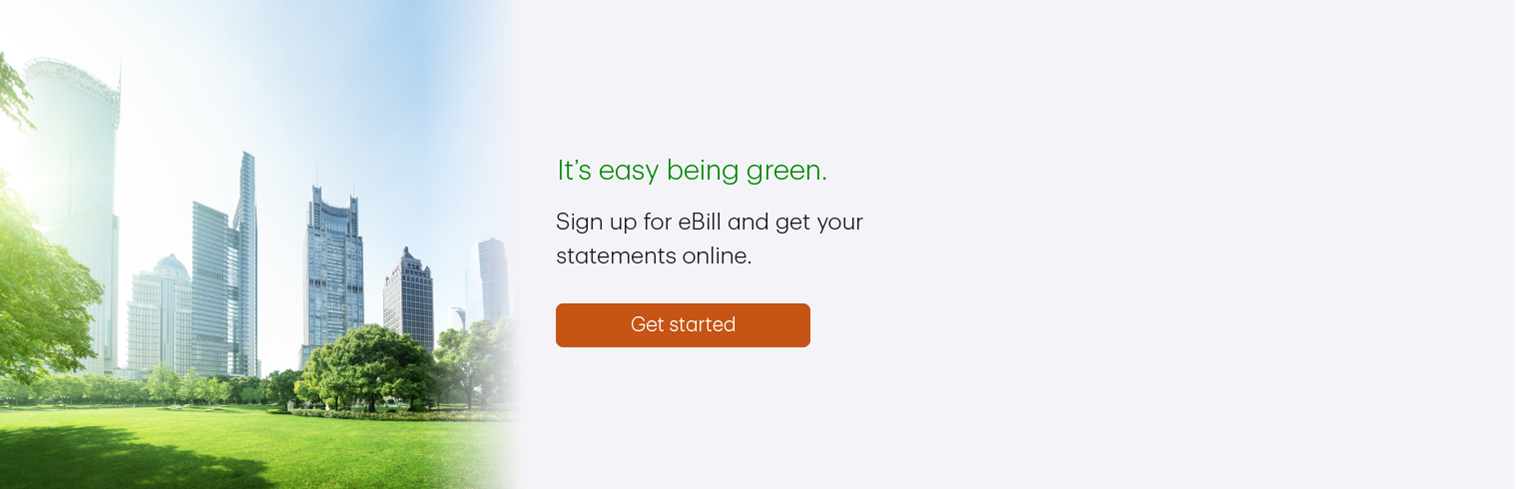 It’s easy being green.
Sign up for eBill and get your
statements online.
Get started